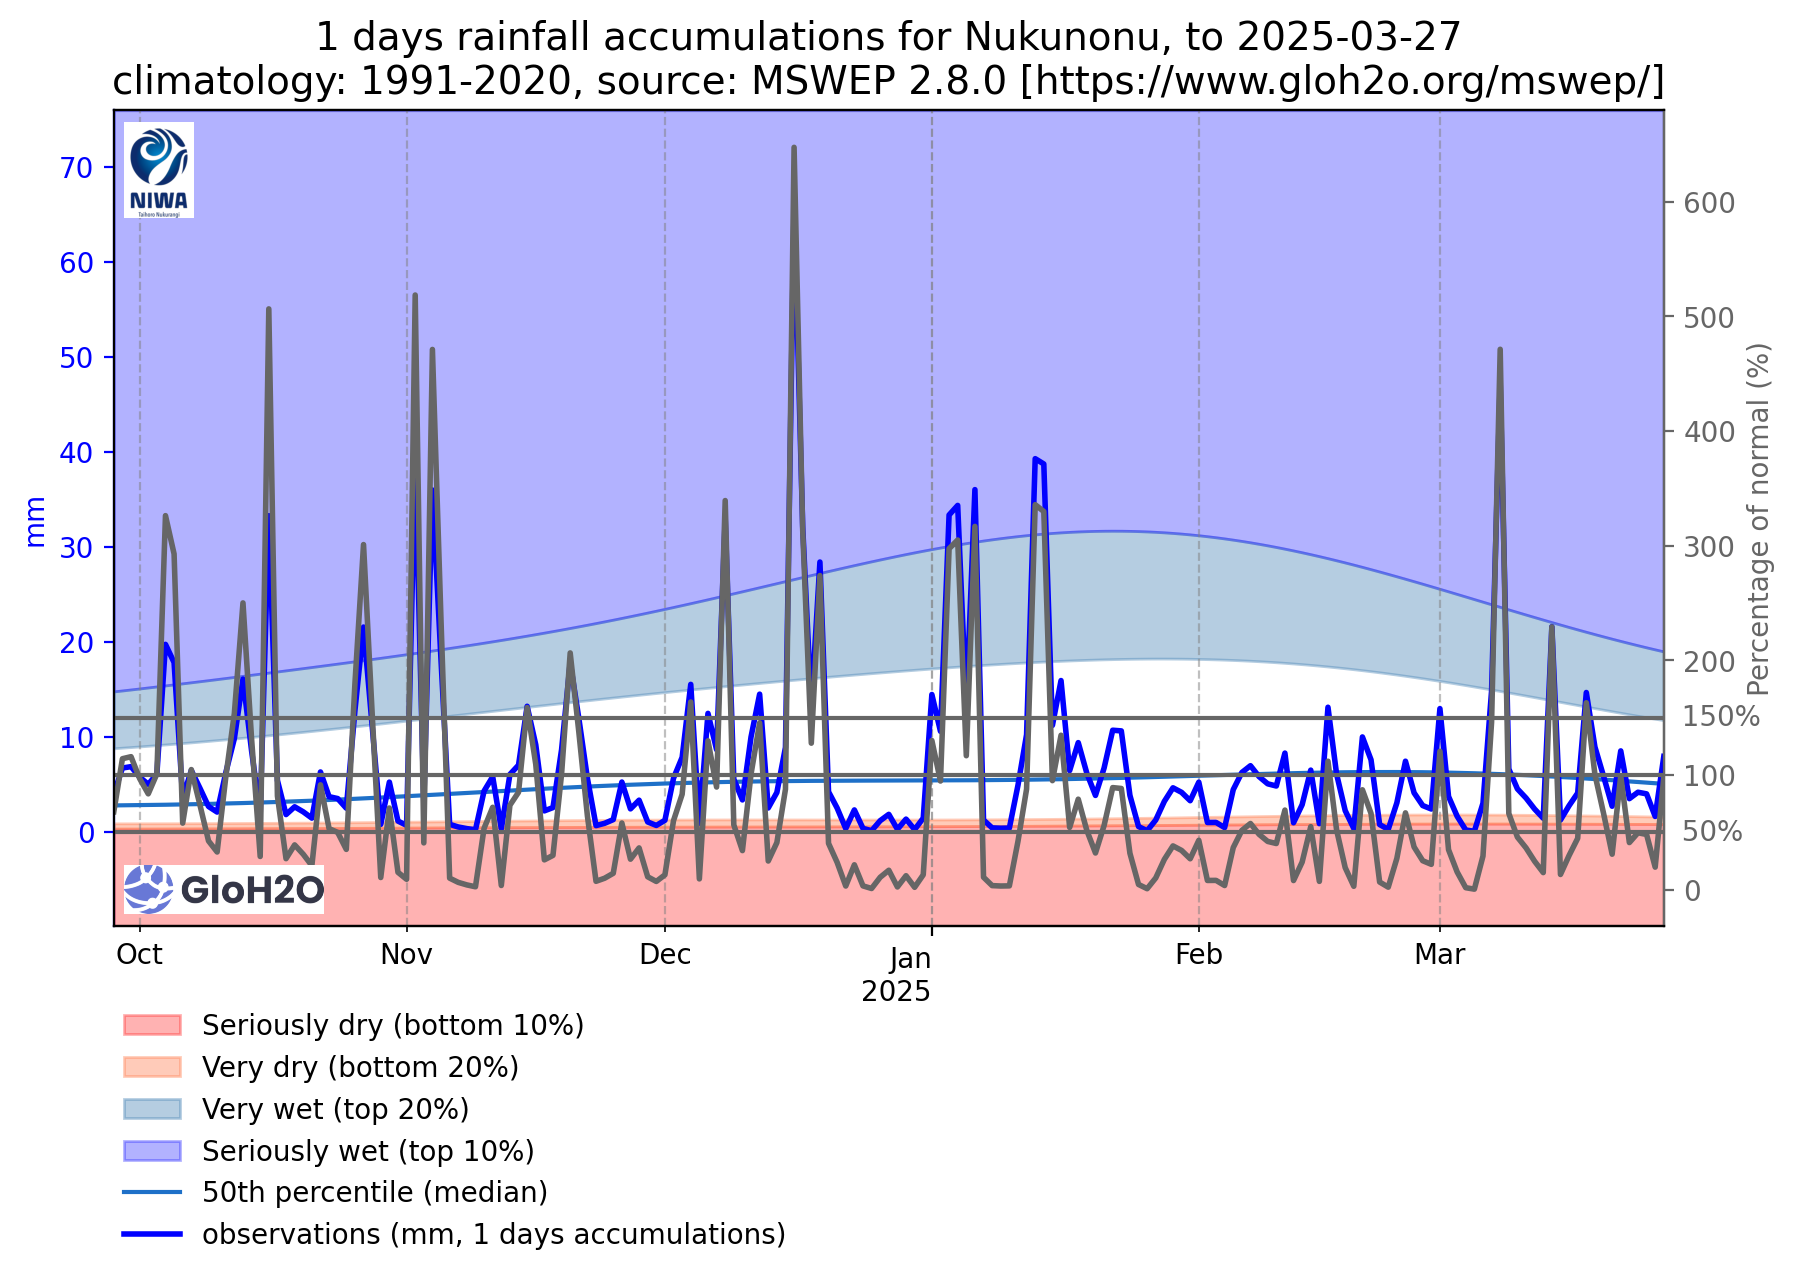 1 days rainfall accumulations for Nukunonu, to 2025-03-27
climatology: 1991-2020, source: MSWEP 2.8.0 [https://www.gloh2o.org/mswep/]
NIWA
Taihoro Nukurangi
70
60
50
40
30
20
10
0
mm
600
500
400
300
200
150%
100
50%
0
Percentage of normal (%)
GloH2O
Oct
Nov
Dec
Jan
2025
Feb
Mar
Seriously dry (bottom 10%)
Very dry (bottom 20%)
Very wet (top 20%)
Seriously wet (top 10%)
50th percentile (median)
observations (mm, 1 days accumulations)